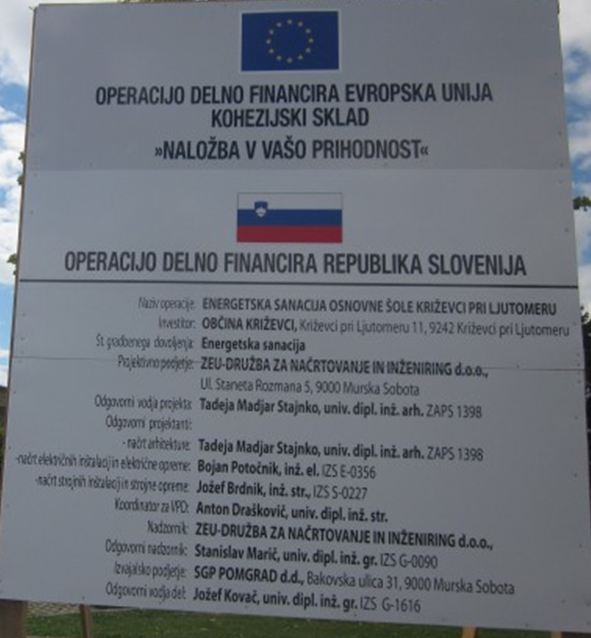 OPERACIJO DELNO FINANCIRA EVROPSKA UNIJA
KOHEZIJSKI SKLAD
»NALOŽBA V VAŠO PRIHODNOST«
OPERACIJO DELNO FINANCIRA REPUBLIKA SLOVENIJA
Naziv operacije: ENERGETSKA SANACIJA OSNOVNE ŠOLE KRIŽEVCI PRI LJUTOMERU
Investitor: OBČINA KRIŽEVCI, Križevci pri Ljutomeru 11, 9242 Križevci pri Ljutomeru
Št. gradbenega dovoljenja: Energetska sanacija
Projektivno podjetje: ZEU-DRUŽBA ZA NAČRTOVANJE IN INŽENIRING d.o.o.,
Ul. Staneta Rozmana 5, 9000 Murska Sobota
Odgovorni vodja projekta: Tadeja Madjar Stajnko, univ. dipl. inž. arh. ZAPS 1398
Odgovorni projektanti:
- načrt arhitekture: Tadeja Madjar Stajnko, univ. dipl. inž. arh. ZAPS 1398
-načrt električnih inštalacij in električne opreme: Bojan Potočnik, inž. el. IZS E-0356
-načrt strojnih inštalacij in strojne opreme: Jožef Brdnik, inž. str., IZS S-0227
Koordinator za VPD: Anton Drašković, univ. dipl. inž. str.
Nadzornik: ZEU-DRUŽBA ZA NAČRTOVANJE IN INŽENIRING d.o.o.,
Odgovorni nadzornik: Stanislav Marič, univ. dipl. inž. gr. IZS G-0090
Izvajalsko podjetje: SGP POMGRAD d.d., Bakovska ulica 31, 9000 Murska Sobota
Odgovorni vodja del: Jožef Kovač, univ. dipl. inž. gr. IZS G-1616